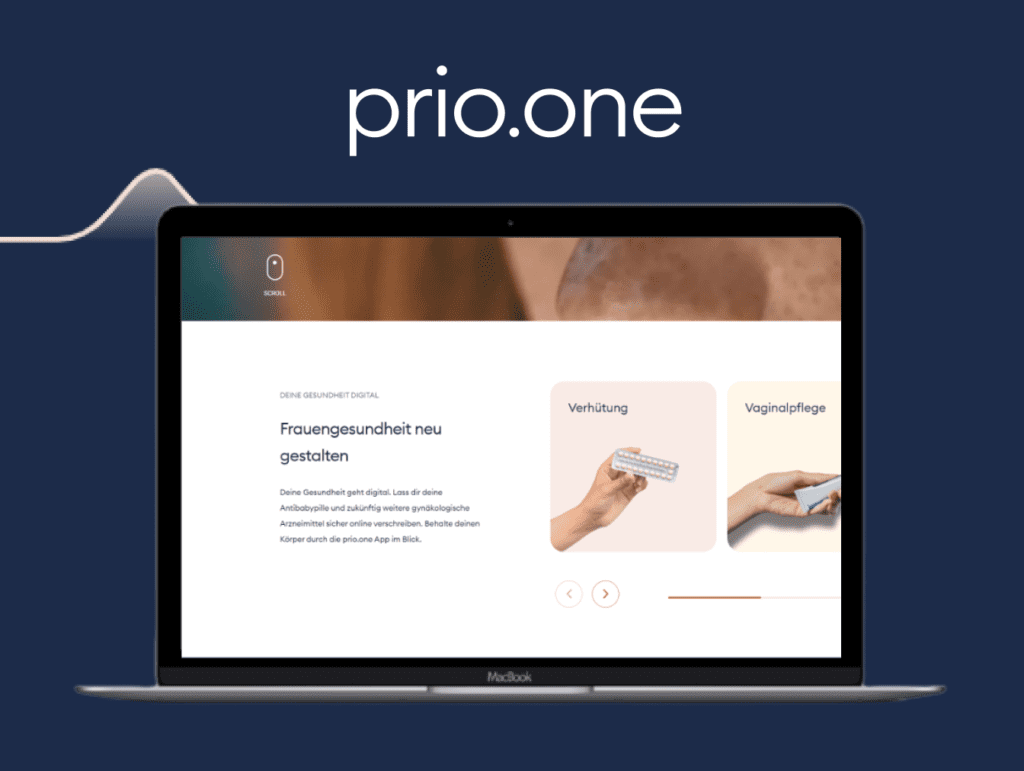 prio.one
SCROLL
DEINE GESUNDHEIT DIGITAL
Frauengesundheit neu
gestalten
Deine Gesundheit geht digital. Lass dir deine
Antibabypille und zukünftig weitere gynäkologische
Arzneimittel sicher online verschreiben. Behalte deinen
Körper durch die prio.one App im Blick.
Verhütung
Vaginalpflege
MacBook